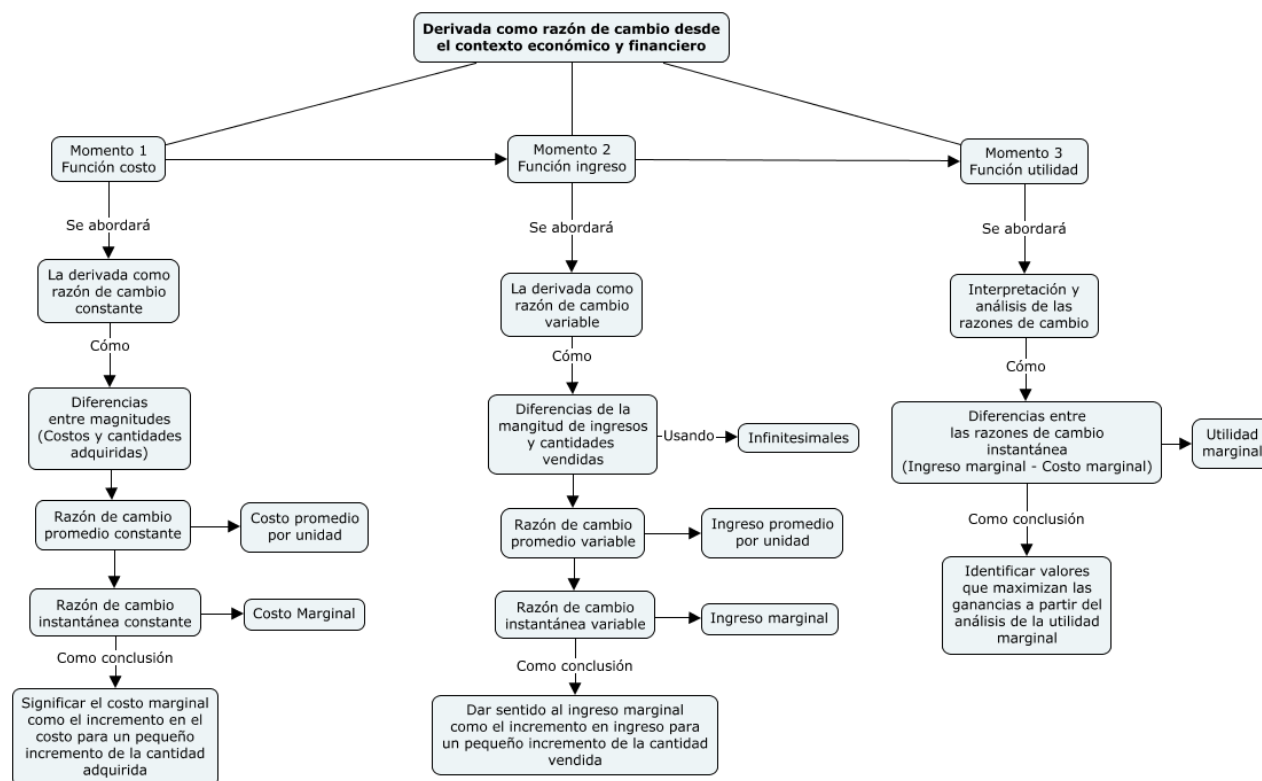 Derivada como razón de cambio desde
el contexto económico y financiero
Momento 1
Función costo
Momento 2
Función ingreso
Momento 3
Función utilidad
Se abordará
La derivada como
razón de cambio
constante
Cómo
Diferencias
entre magnitudes
(Costos y cantidades
adquiridas)
Razón de cambio
promedio constante
Costo promedio
por unidad
Razón de cambio
instantánea constante
Costo Marginal
Como conclusión
Significar el costo marginal
como el incremento en el
costo para un pequeño
incremento de la cantidad
adquirida
Se abordará
La derivada como
razón de cambio
variable
Cómo
Diferencias de la
mangitud de ingresos
y cantidades
vendidas
Usando
Infinitesimales
Razón de cambio
promedio variable
Ingreso promedio
por unidad
Razón de cambio
instantánea variable
Ingreso marginal
Como conclusión
Dar sentido al ingreso marginal
como el incremento en ingreso para
un pequeño incremento de la cantidad
vendida
Se abordará
Interpretación y
análisis de las
razones de cambio
Cómo
Diferencias entre
las razones de cambio
instantánea
(Ingreso marginal - Costo marginal)
Utilidad
marginal
Como conclusión
Identificar valores
que maximizan las
ganancias a partir del
análisis de la utilidad
marginal